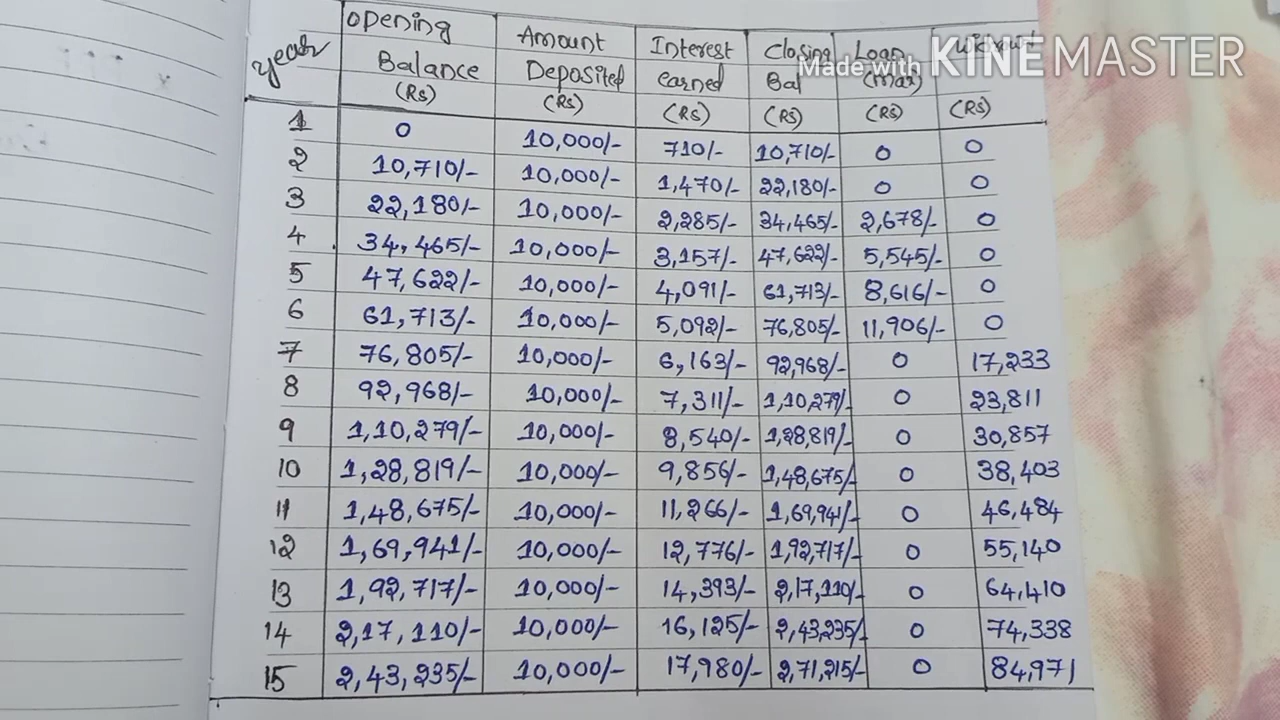 year Opening Balance (Rs) Amount Deposited (Rs) Interest earned (Rs) Closing Bal (Rs) Loan (Max) (Rs) (Rs)
Made with KINEMASTER
1 0 10,000/- 710/- 10,710/- 0 0
2 10,710/- 10,000/- 1,470/- 22,180/- 0 0
3 22,180/- 10,000/- 2,285/- 34,465/- 2,678/- 0
4 34,465/- 10,000/- 3,157/- 47,622/- 5,545/- 0
5 47,622/- 10,000/- 4,091/- 61,713/- 8,616/- 0
6 61,713/- 10,000/- 5,092/- 76,805/- 11,906/- 0
7 76,805/- 10,000/- 6,163/- 92,968/- 0 17,233
8 92,968/- 10,000/- 7,311/- 1,10,279/- 0 23,811
9 1,10,279/- 10,000/- 8,540/- 1,28,819/- 0 30,857
10 1,28,819/- 10,000/- 9,856/- 1,48,675/- 0 38,403
11 1,48,675/- 10,000/- 11,266/- 1,69,941/- 0 46,484
12 1,69,941/- 10,000/- 12,776/- 1,92,717/- 0 55,140
13 1,92,717/- 10,000/- 14,393/- 2,17,110/- 0 64,410
14 2,17,110/- 10,000/- 16,125/- 2,43,235/- 0 74,338
15 2,43,235/- 10,000/- 17,980/- 2,71,215/- 0 84,971